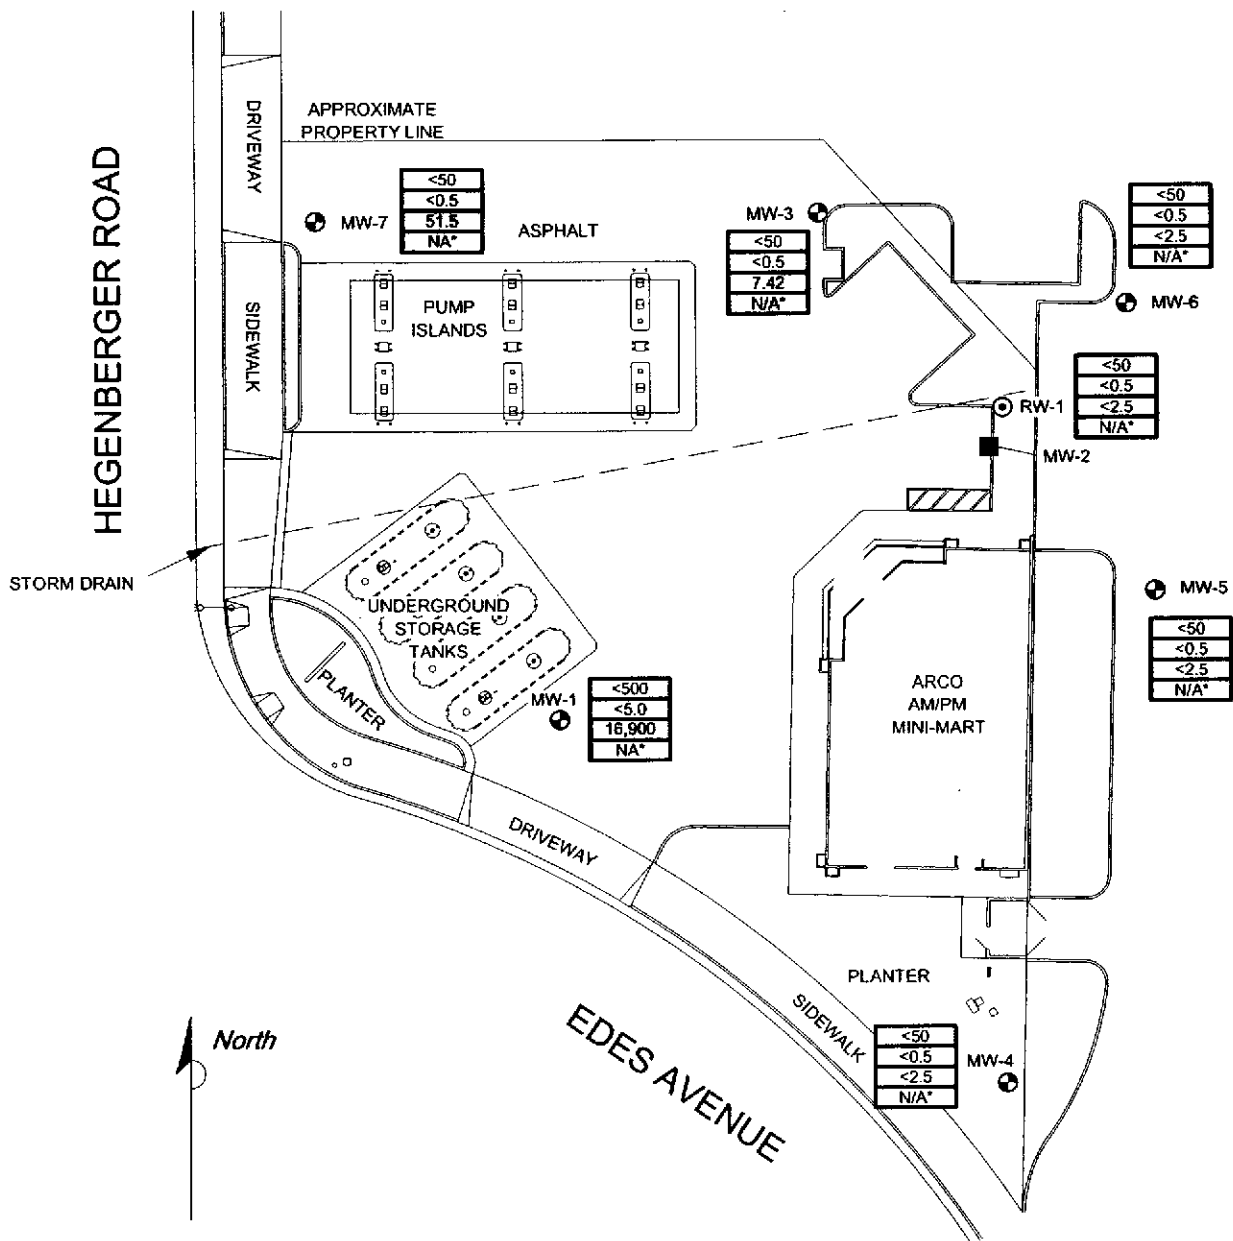 HEGENBERGER ROAD
DRIVEWAY
SIDEWALK
APPROXIMATE
PROPERTY LINE
MW-7
<50
<0.5
51.5
NA*
ASPHALT
PUMP
ISLANDS
MW-3
<50
<0.5
7.42
N/A*
<50
<0.5
<2.5
N/A*
MW-6
<50
<0.5
<2.5
N/A*
RW-1
MW-2
STORM DRAIN
UNDERGROUND
STORAGE
TANKS
PLANTER
MW-1
<500
<5.0
16,900
NA*
MW-5
<50
<0.5
<2.5
N/A*
ARCO
AM/PM
MINI-MART
DRIVEWAY
PLANTER
SIDEWALK
EDES AVENUE
<50
<0.5
<2.5
N/A*
MW-4
North